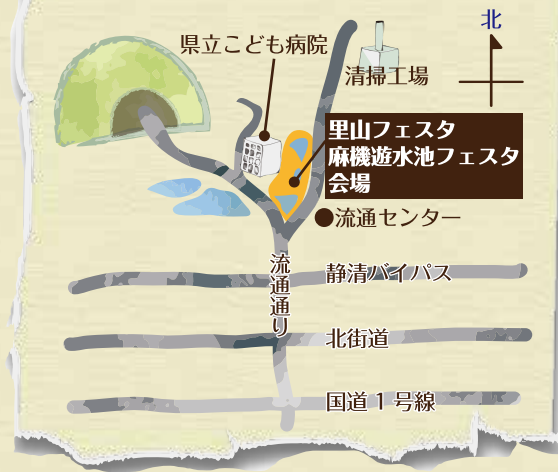 北
県立こども病院
清掃工場
里山フェスタ
麻機遊水池フェスタ
会場
●流通センター
流通通り
静清バイパス
北街道
国道1号線